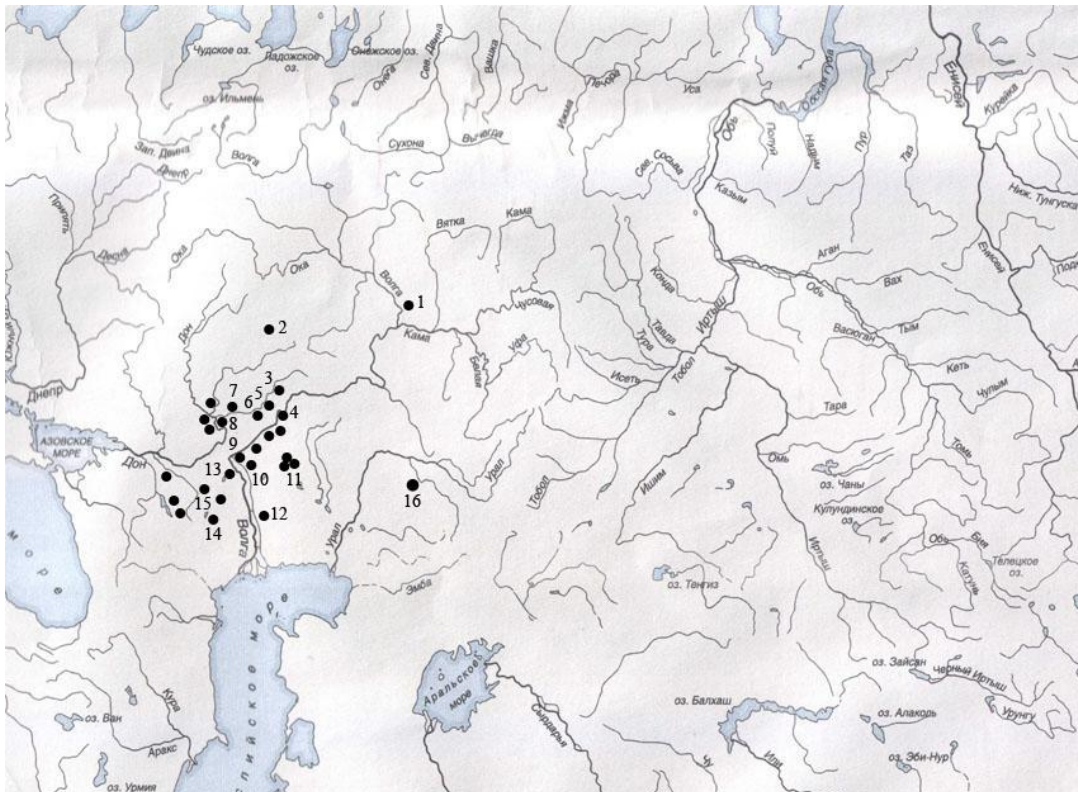 Чудское оз.
Ладожское
оз.
Онежское оз.
Онега
Сев. Двина
Вашка
Ижма
Печора
Уса
Обская губа
Енисей
Курейка
оз. Ильмень
Зап. Двина
Волга
Днепр
Сухона
Вычегда
Обь
Полуй
Надым
Пур
Таз
Сев. Сосьва
Казым
Ниж. Тунгуска
Припять
Десна
Ока
Вятка
Кама
Ока
Волга
1
Конда
Аган
Обь
Вах
Енисей
Дон
2
Чусовая
Тавда
Тура
Иртыш
Васюган
Тым
Кама
Белая
Уфа
Исеть
Тобол
Кеть
Чулым
Днепр
3
7
5
6
4
8
Тара
АЗОВСКОЕ
МОРЕ
9
Дон
10
11
13
Урал
Тобол
Ишим
Омь
оз. Чаны
Томь
16
15
12
14
Кулундинское
оз.
Волга
Урал
Обь
Бия
Катунь
Телецкое
оз.
Иртыш
Эмба
оз. Тенгиз
море
Каспийское море
Аральское
море
Сырдарья
оз. Зайсан
Черный Иртыш
Урунгу
Кура
оз. Ван
Аракс
оз. Балхаш
оз. Алаколь
Чу
Или
оз. Эби-Нур
оз. Урмия